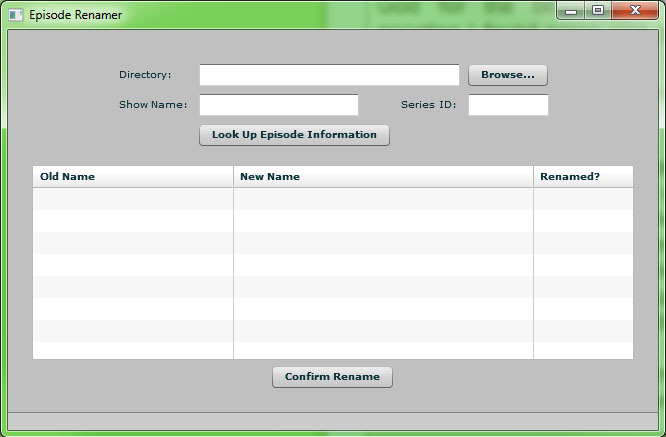 Episode Renamer
Directory:
Browse...
Show Name:
Series ID:
Look Up Episode Information
Old Name
New Name
Renamed?
Confirm Rename